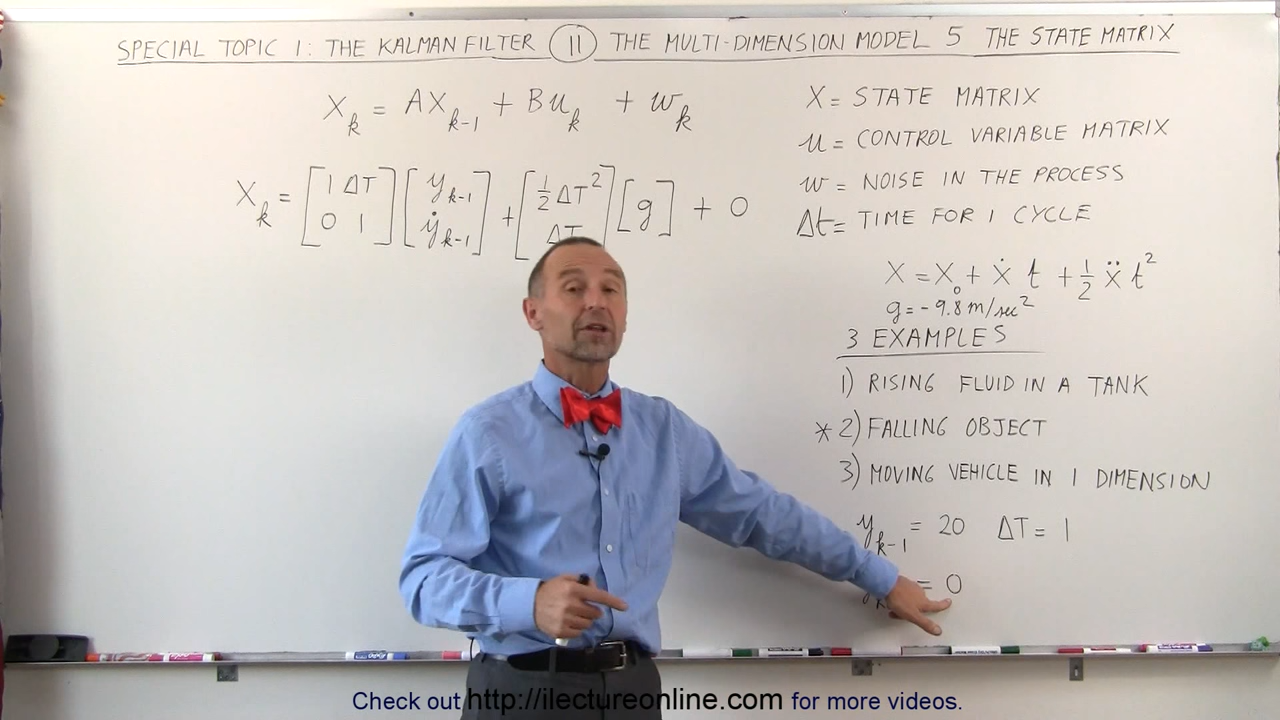 SPECIAL TOPIC 1: THE KALMAN FILTER (11) THE MULTI-DIMENSION MODEL 5 THE STATE MATRIX
X_k = AX_{k-1} + Bu_k + w_k
X_k = [1 ΔT; 0 1] [y_{k-1}; ẏ_{k-1}] + [1/2 ΔT²; ΔT] [g] + 0
X = STATE MATRIX
u = CONTROL VARIABLE MATRIX
w = NOISE IN THE PROCESS
Δt = TIME FOR 1 CYCLE
X = X_0 + ẋ t + 1/2 ẍ t²
g = -9.8 m/sec²
3 EXAMPLES
1) RISING FLUID IN A TANK
* 2) FALLING OBJECT
3) MOVING VEHICLE IN 1 DIMENSION
y_{k-1} = 20 ΔT = 1
= 0
Check out http://ilectureonline.com for more videos.